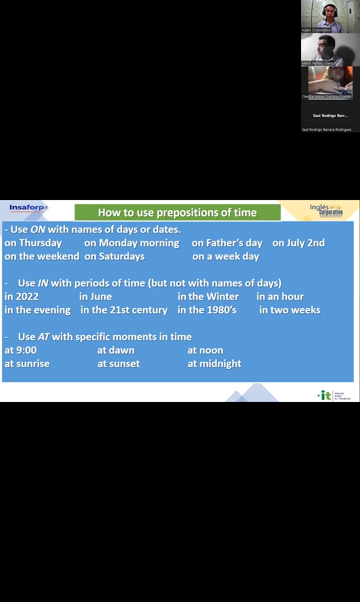 Saul Rodrigo Barr...
Saul Rodrigo Barrera Rodriguez
Insaforp
Inglés
Corporativo
How to use prepositions of time
- Use ON with names of days or dates.
on Thursday on Monday morning on Father's day on July 2nd
on the weekend on Saturdays on a week day
- Use IN with periods of time (but not with names of days)
in 2022 in June in the Winter in an hour
in the evening in the 21st century in the 1980's in two weeks
- Use AT with specific moments in time
at 9:00 at dawn at noon
at sunrise at sunset at midnight
it